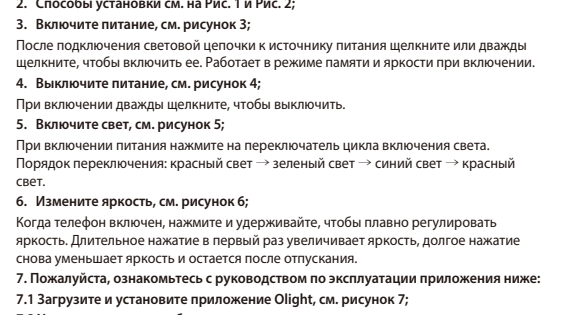 2. Способы установки см. на Рис. 1 и Рис. 2;
3. Включите питание, см. рисунок 3;
После подключения световой цепочки к источнику питания щелкните или дважды
щелкните, чтобы включить ее. Работает в режиме памяти и яркости при включении.
4. Выключите питание, см. рисунок 4;
При включении дважды щелкните, чтобы выключить.
5. Включите свет, см. рисунок 5;
При включении питания нажмите на переключатель цикла включения света.
Порядок переключения: красный свет → зеленый свет → синий свет → красный
свет.
6. Измените яркость, см. рисунок 6;
Когда телефон включен, нажмите и удерживайте, чтобы плавно регулировать
яркость. Длительное нажатие в первый раз увеличивает яркость, долгое нажатие
снова уменьшает яркость и остается после отпускания.
7. Пожалуйста, ознакомьтесь с руководством по эксплуатации приложения ниже:
7.1 Загрузите и установите приложение Olight, см. рисунок 7;